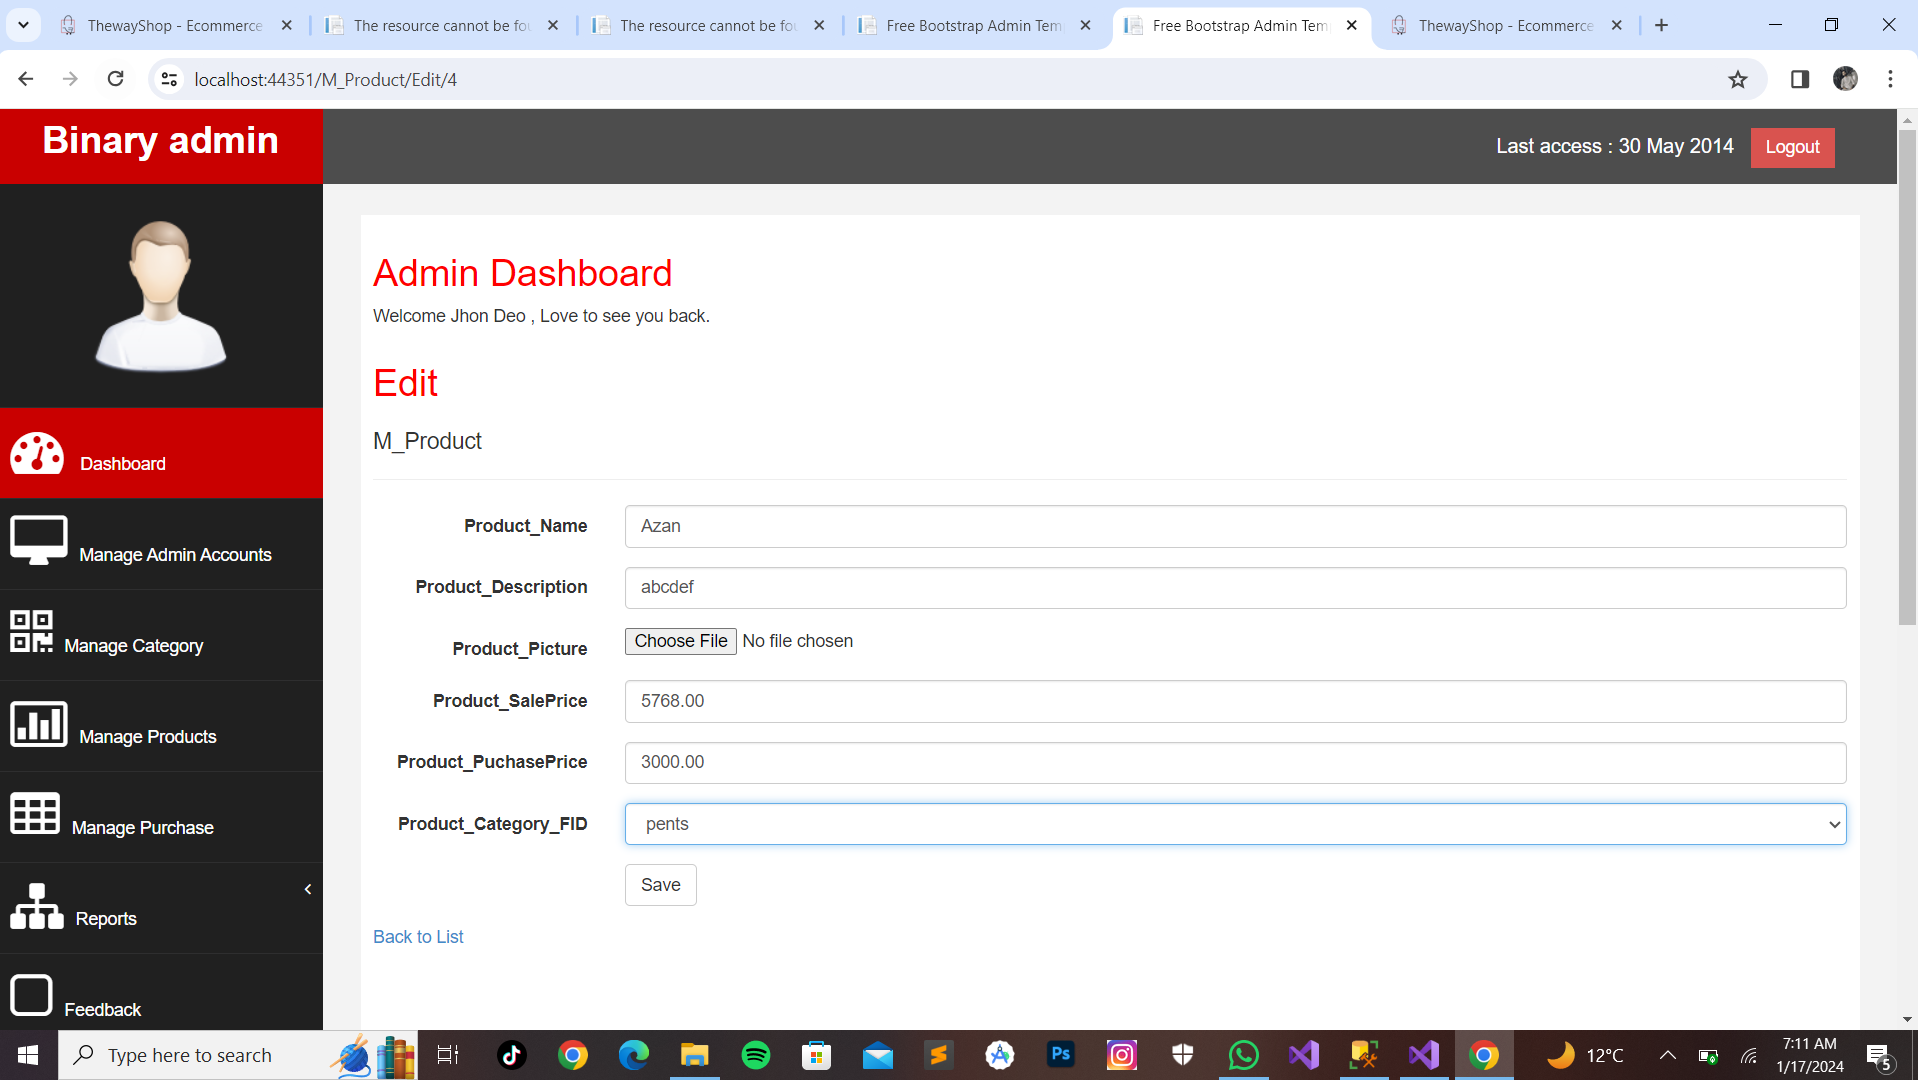 ThewayShop - Ecommerce
The resource cannot be fou
The resource cannot be fou
Free Bootstrap Admin Tem
Free Bootstrap Admin Tem
ThewayShop - Ecommerce
localhost:44351/M_Product/Edit/4
Binary admin
Last access : 30 May 2014
Logout
Dashboard
Manage Admin Accounts
Manage Category
Manage Products
Manage Purchase
Reports
Feedback
Admin Dashboard
Welcome Jhon Deo , Love to see you back.
Edit
M_Product
Product_Name
Azan
Product_Description
abcdef
Product_Picture
Choose File No file chosen
Product_SalePrice
5768.00
Product_PuchasePrice
3000.00
Product_Category_FID
pents
Save
Back to List
Type here to search
Ps
12°C
7:11 AM
1/17/2024
5